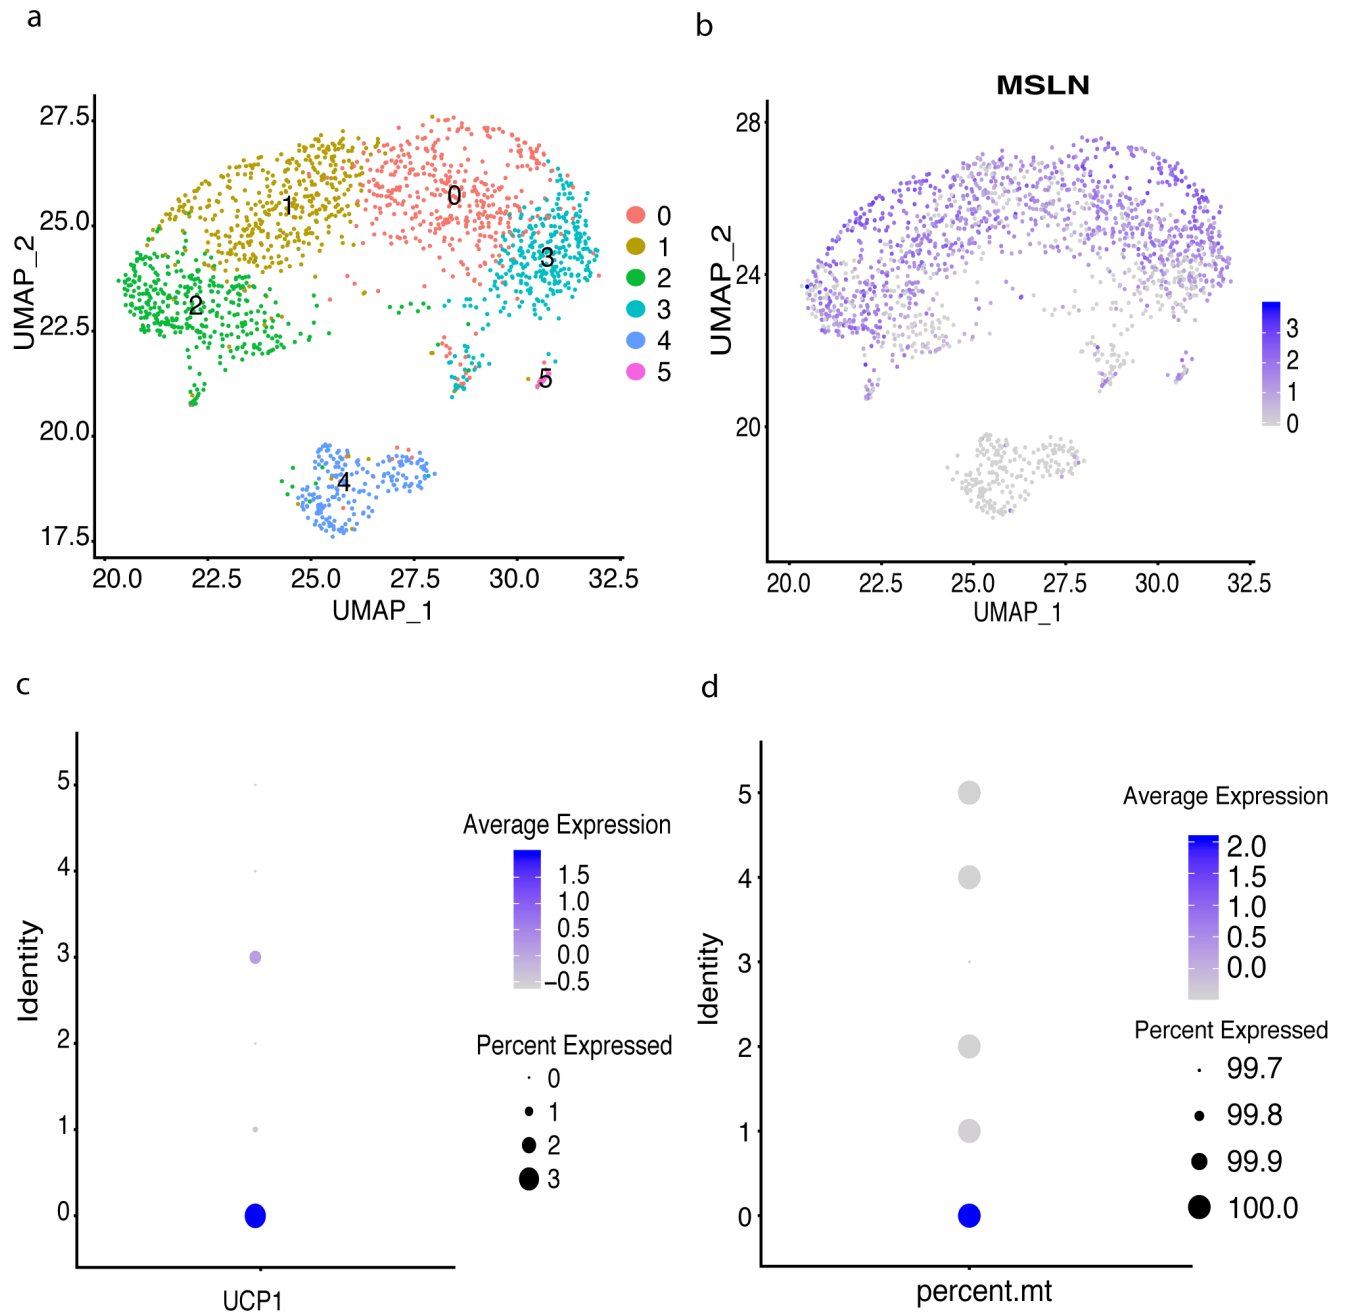 a
27.5
25.0
22.5
20.0
17.5
UMAP_2
20.0 22.5 25.0 27.5 30.0 32.5
UMAP_1
1
0
3
2
5
4
0
1
2
3
4
5
b
MSLN
28
24
20
UMAP_2
20.0 22.5 25.0 27.5 30.0 32.5
UMAP_1
3
2
1
0
c
5
4
3
2
1
0
Identity
UCP1
Average Expression
1.5
1.0
0.5
0.0
−0.5
Percent Expressed
0
1
2
3
d
5
4
3
2
1
0
Identity
percent.mt
Average Expression
2.0
1.5
1.0
0.5
0.0
Percent Expressed
99.7
99.8
99.9
100.0